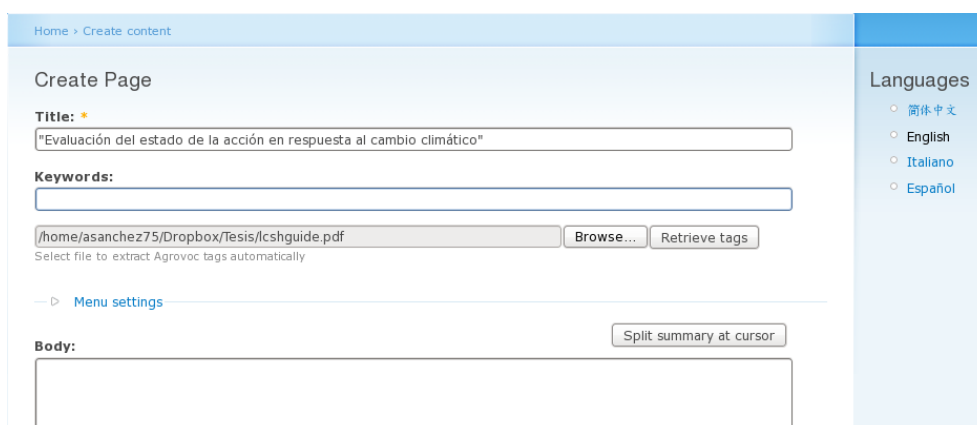 Home › Create content
Create Page
Title: *
"Evaluación del estado de la acción en respuesta al cambio climático"
Keywords:
/home/asanchez75/Dropbox/Tesis/lcshguide.pdf Browse... Retrieve tags
Select file to extract Agrovoc tags automatically
Menu settings
Split summary at cursor
Body:
Languages
简体中文
English
Italiano
Español